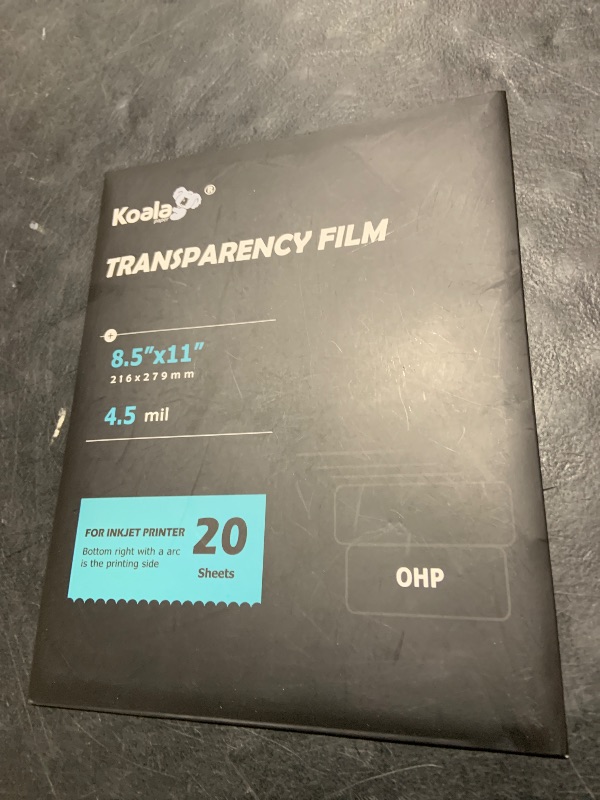 Koala ®
paper
TRANSPARENCY FILM
8.5"x11"
216x279mm
4.5 mil
FOR INKJET PRINTER
Bottom right with a arc
is the printing side
20
Sheets
OHP